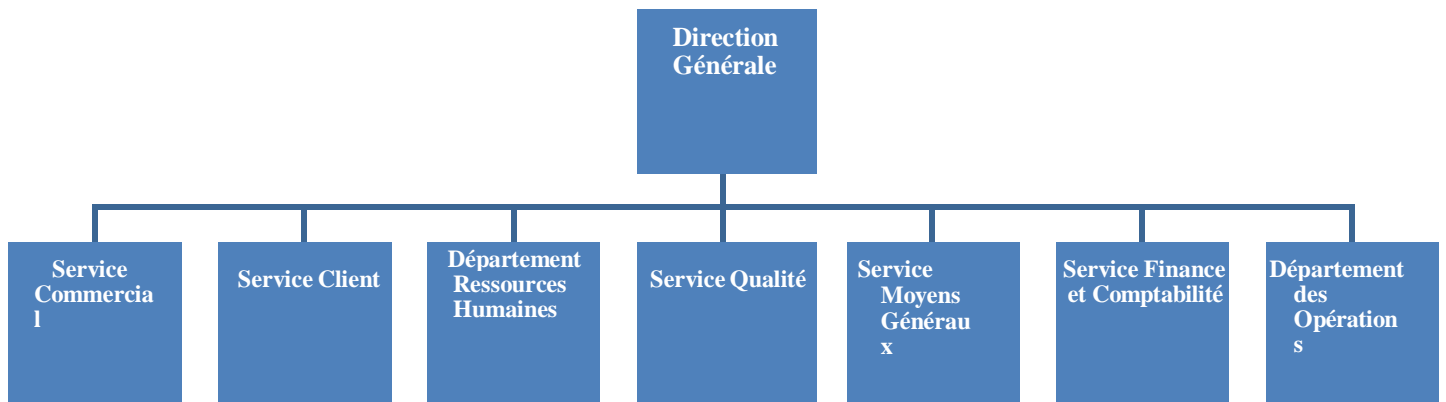 Direction
Générale
Service
Commercia
l
Service Client
Département
Ressources
Humaines
Service Qualité
Service
Moyens
Générau
x
Service Finance
et Comptabilité
Département
des
Opération
s